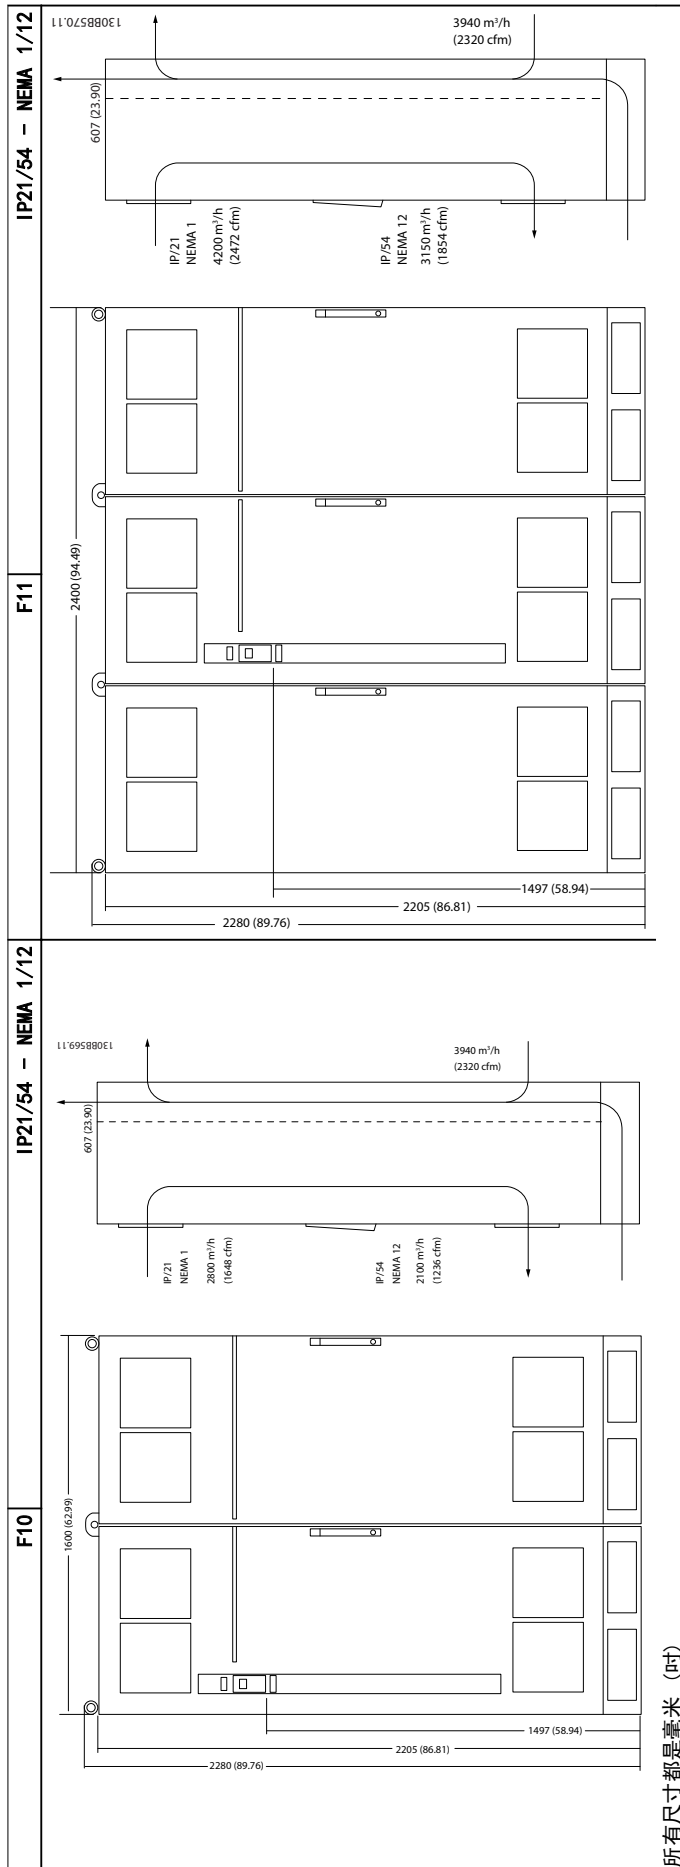 F10
IP21/54 – NEMA 1/12
F11
IP21/54 – NEMA 1/12
1600 (62.99)
2280 (89.76)
2205 (86.81)
1497 (58.94)
130BB569.11
607 (23.90)
IP/21
NEMA 1
2800 m³/h
(1648 cfm)
IP/54
NEMA 12
2100 m³/h
(1236 cfm)
3940 m³/h
(2320 cfm)
2400 (94.49)
2280 (89.76)
2205 (86.81)
1497 (58.94)
130BB570.11
607 (23.90)
IP/21
NEMA 1
4200 m³/h
(2472 cfm)
IP/54
NEMA 12
3150 m³/h
(1854 cfm)
3940 m³/h
(2320 cfm)
所有尺寸都是毫米（吋）